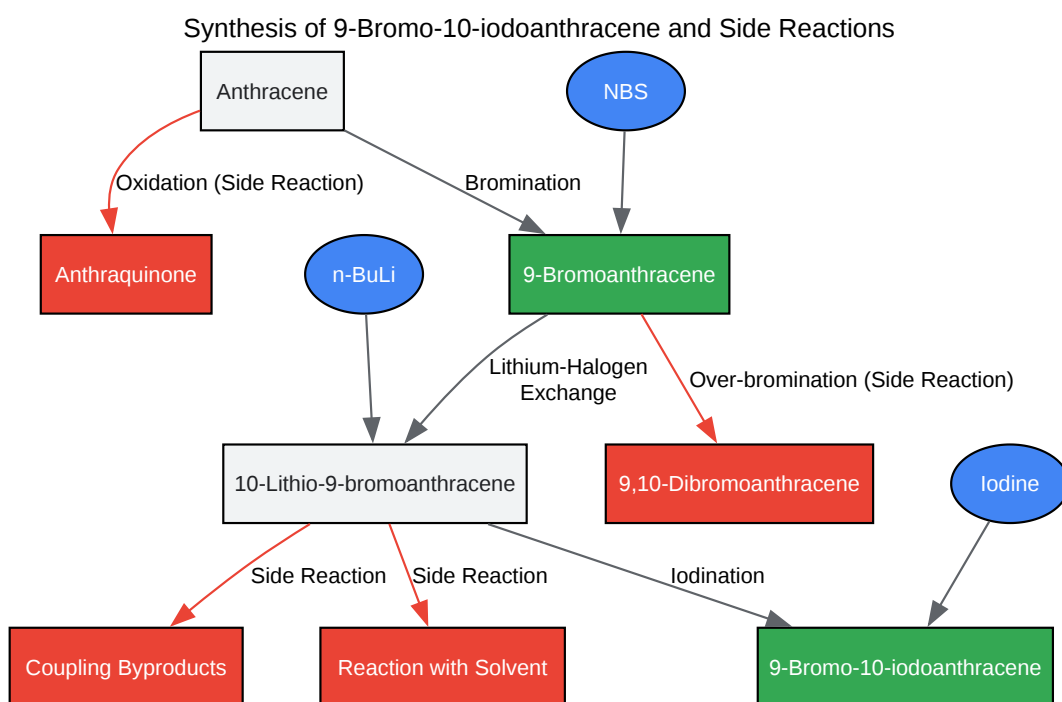 Synthesis of 9-Bromo-10-iodoanthracene and Side Reactions
Anthracene
NBS
Oxidation (Side Reaction)
Bromination
Anthraquinone
n-BuLi
9-Bromoanthracene
Lithium-Halogen
Exchange
Over-bromination (Side Reaction)
10-Lithio-9-bromoanthracene
9,10-Dibromoanthracene
Iodine
Side Reaction
Side Reaction
Iodination
Coupling Byproducts
Reaction with Solvent
9-Bromo-10-iodoanthracene